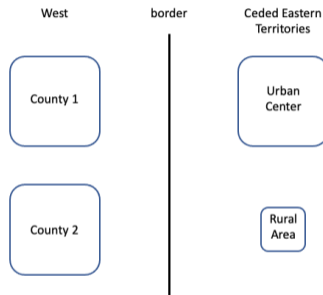 West
border
Ceded Eastern
Territories
County 1
Urban
Center
County 2
Rural
Area